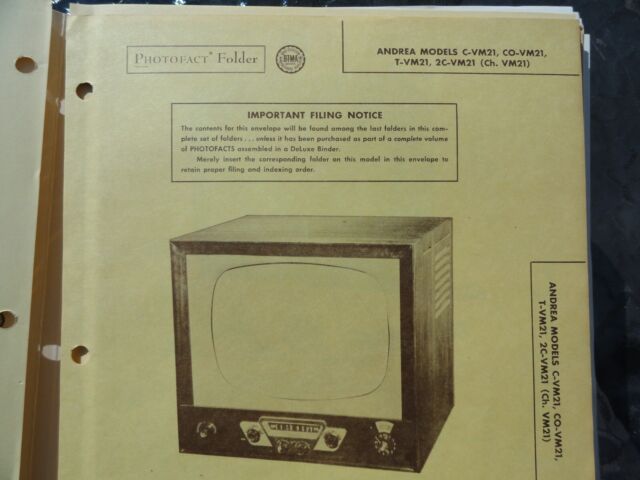 PHOTOFACT* Folder
RTMA
ANDREA MODELS C-VM21, CO-VM21,
T-VM21, 2C-VM21 (Ch. VM21)
IMPORTANT FILING NOTICE
The contents for this envelope will be found among the last folders in this com-
plete set of folders . . . unless it has been purchased as part of a complete volume
of PHOTOFACTS assembled in a DeLuxe Binder.
Merely insert the corresponding folder on this model in this envelope to
retain proper filing and indexing order.
ANDREA MODELS C-VM21, CO-VM21,
T-VM21, 2C-VM21 (Ch. VM21)